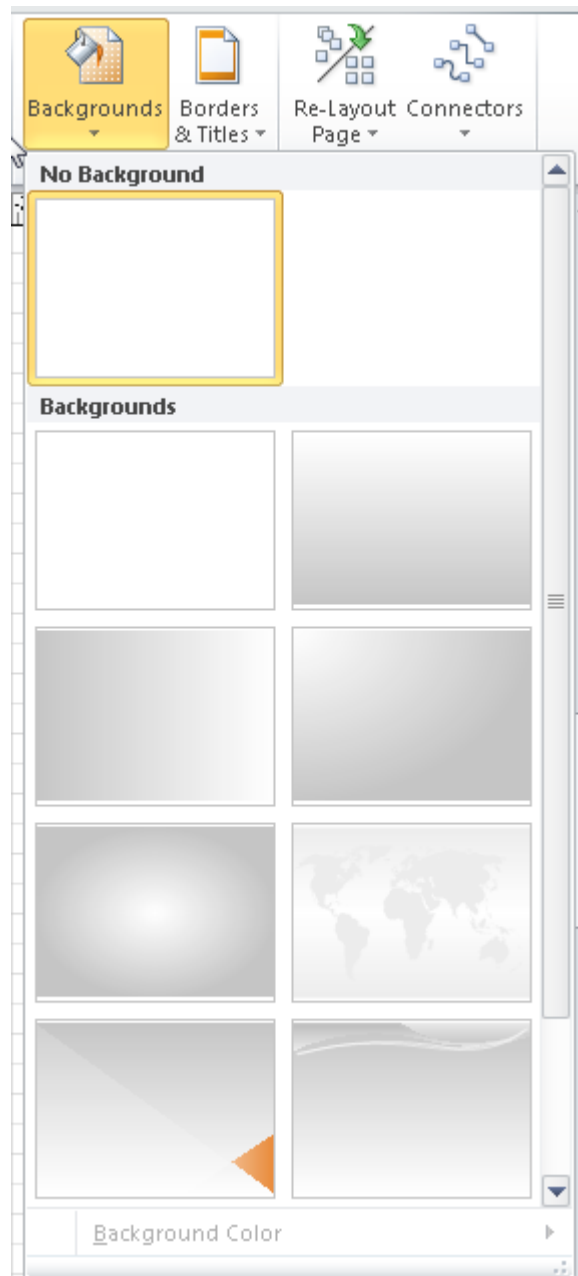 Backgrounds Borders Re-Layout Connectors
& Titles Page
No Background
Backgrounds
Background Color